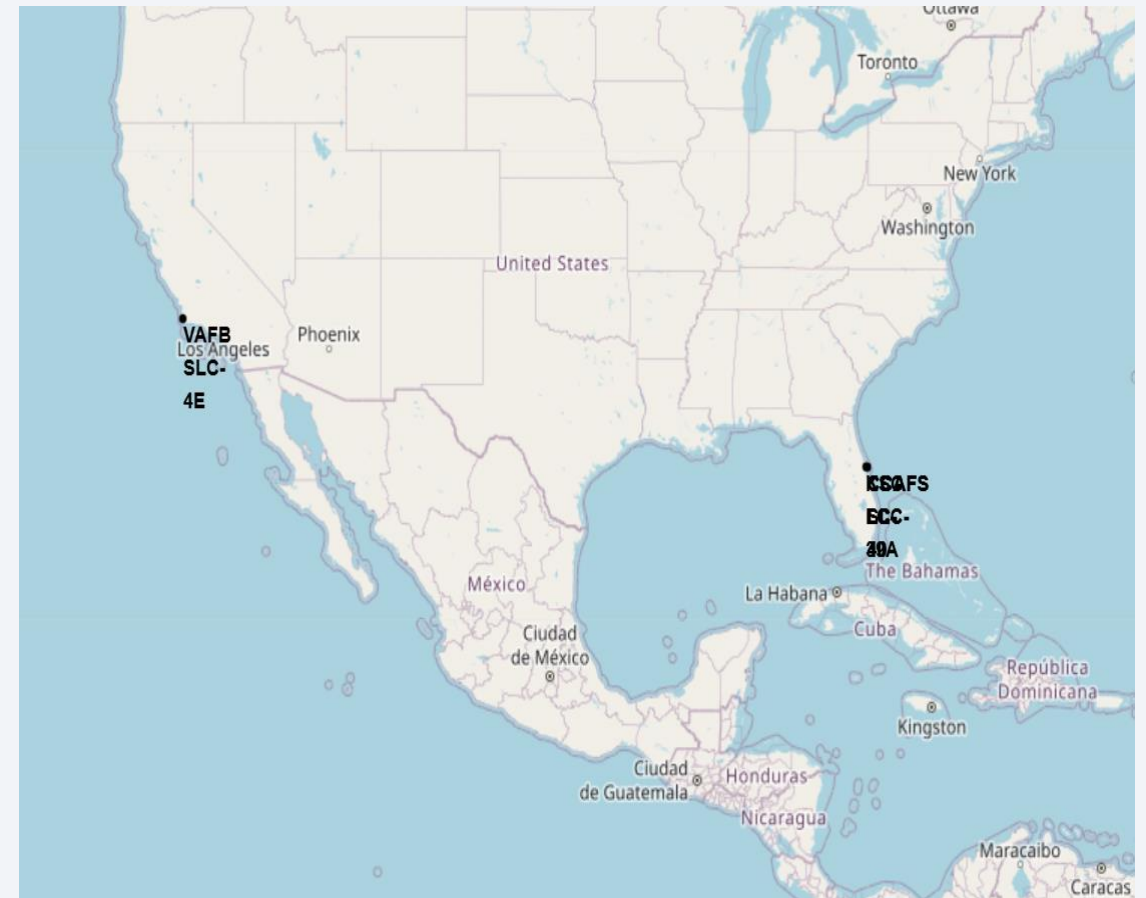 Ottawa
Toronto
New York
Washington
United States
VAFB
Los Angeles
SLC-
4E
Phoenix
The Bahamas
México
La Habana
Cuba
Ciudad
de México
República
Dominicana
Kingston
Ciudad
de Guatemala
Honduras
Nicaragua
Maracaibo
Caracas